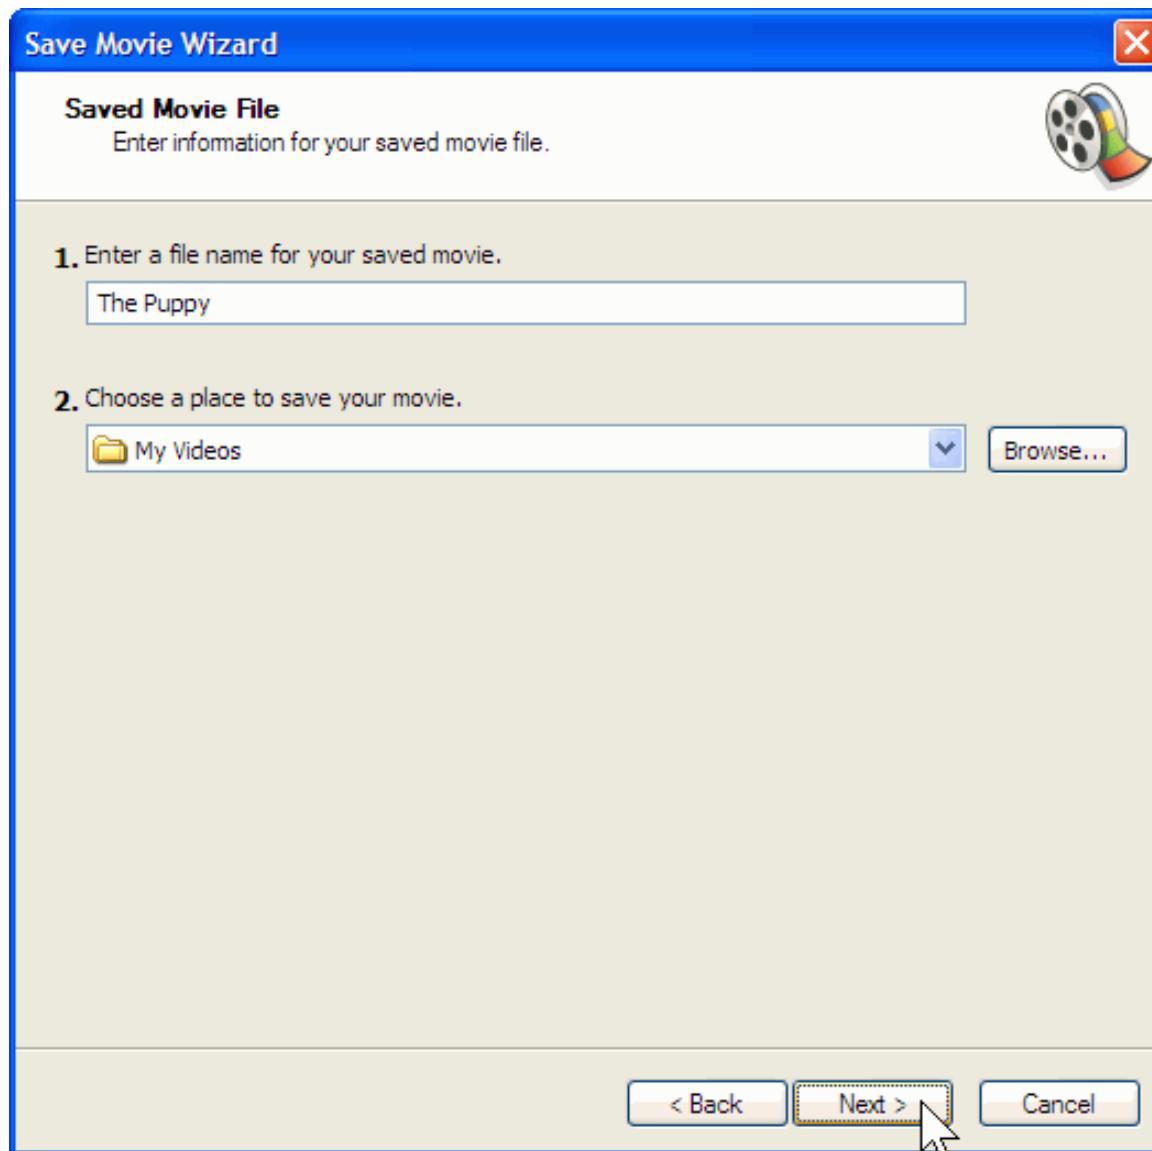 Save Movie Wizard
Saved Movie File
Enter information for your saved movie file.
1. Enter a file name for your saved movie.
The Puppy
2. Choose a place to save your movie.
My Videos
Browse...
< Back Next > Cancel